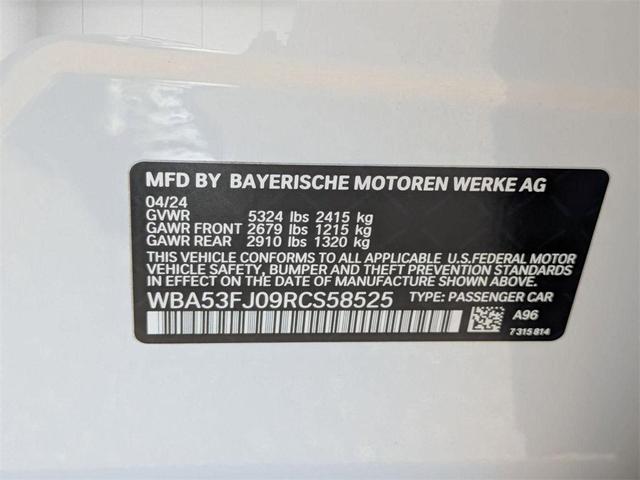 MFD BY BAYERISCHE MOTOREN WERKE AG
04/24
GVWR 5324 lbs 2415 kg
GAWR FRONT 2679 lbs 1215 kg
GAWR REAR 2910 lbs 1320 kg
THIS VEHICLE CONFORMS TO ALL APPLICABLE U.S.FEDERAL MOTOR
VEHICLE SAFETY, BUMPER AND THEFT PREVENTION STANDARDS
IN EFFECT ON THE DATE OF MANUFACTURE SHOWN ABOVE.
WBA53FJ09RCS58525 TYPE: PASSENGER CAR
A96
7 315 814